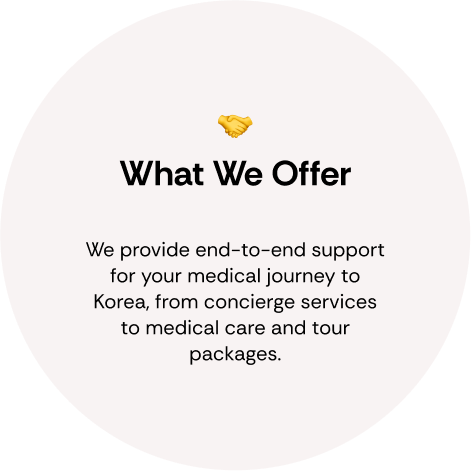 What We Offer
We provide end-to-end support
for your medical journey to
Korea, from concierge services
to medical care and tour
packages.